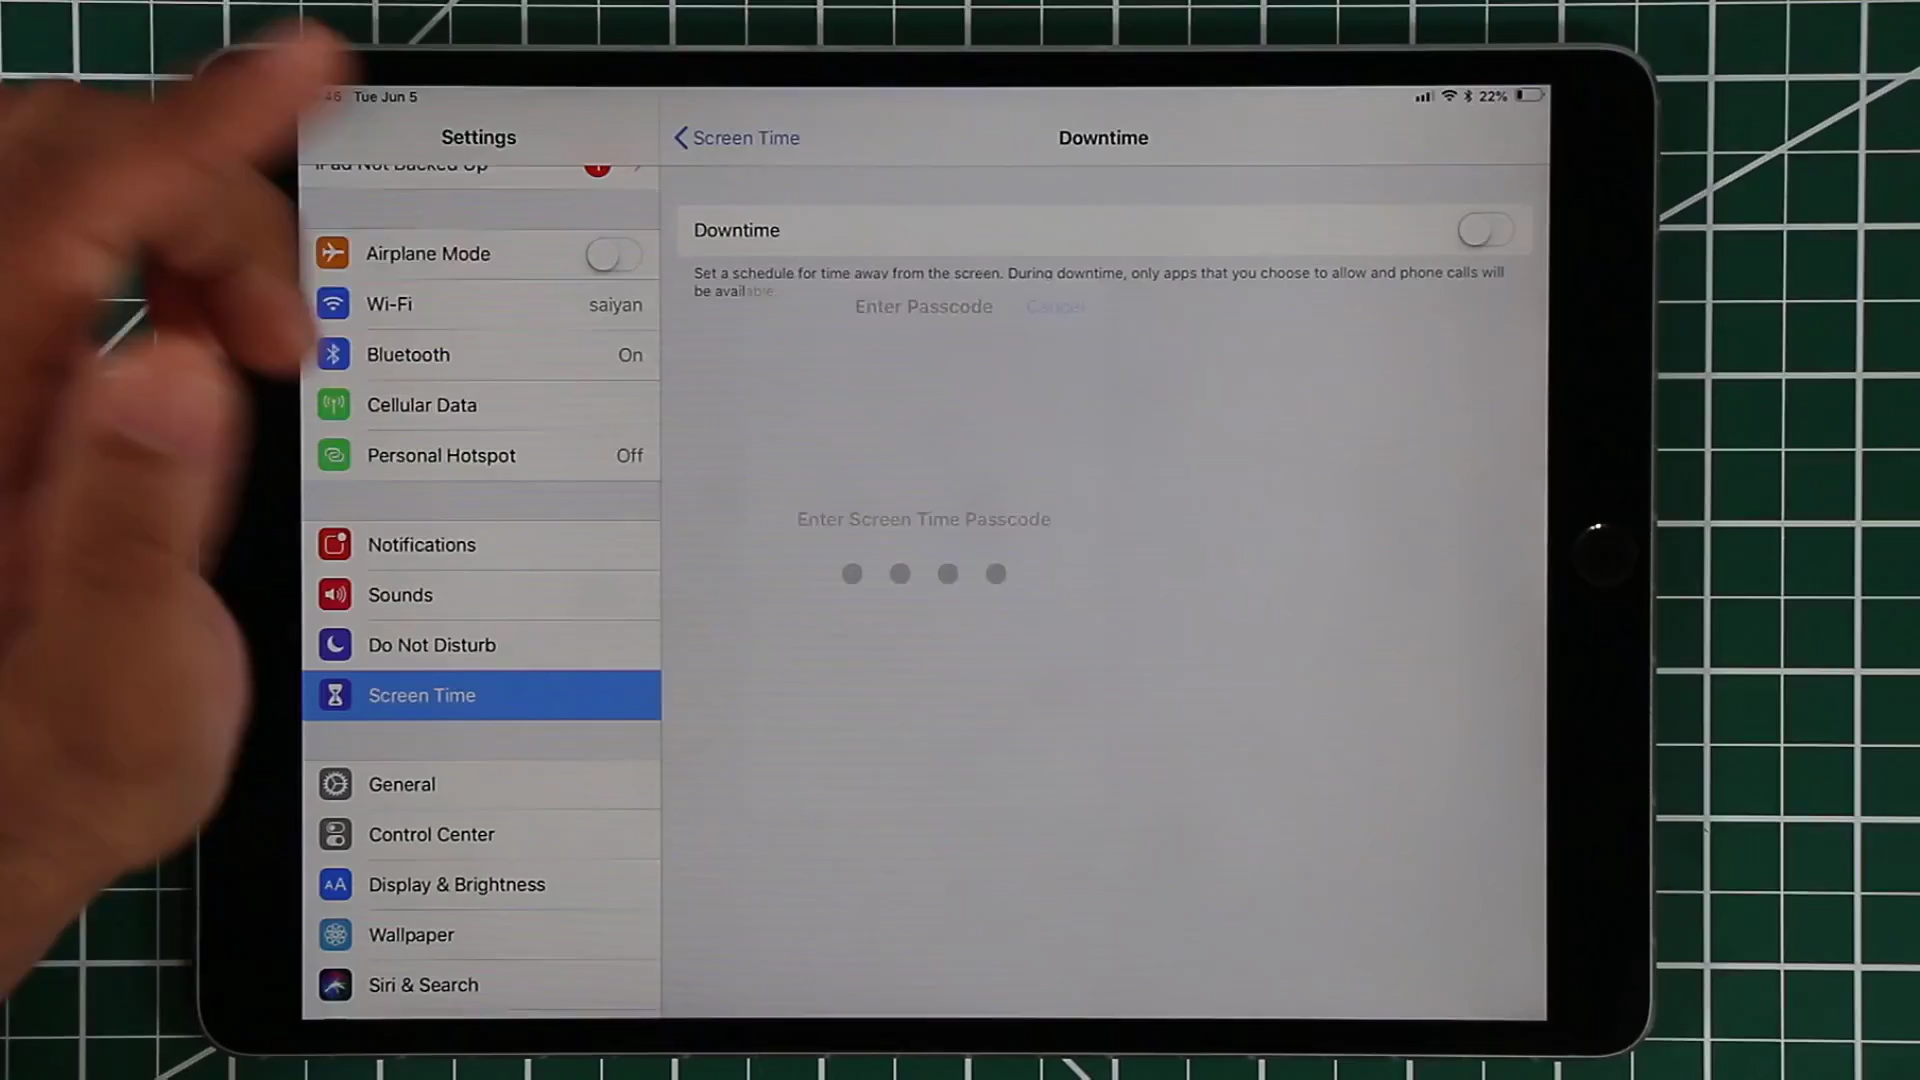 46 Tue Jun 5
22%
Settings
Screen Time
Downtime
iPad Not Backed Up
Downtime
Set a schedule for time away from the screen. During downtime, only apps that you choose to allow and phone calls will
be available.
Enter Passcode
Cancel
Enter Screen Time Passcode
Airplane Mode
Wi-Fi saiyan
Bluetooth On
Cellular Data
Personal Hotspot Off
Notifications
Sounds
Do Not Disturb
Screen Time
General
Control Center
AA Display & Brightness
Wallpaper
Siri & Search